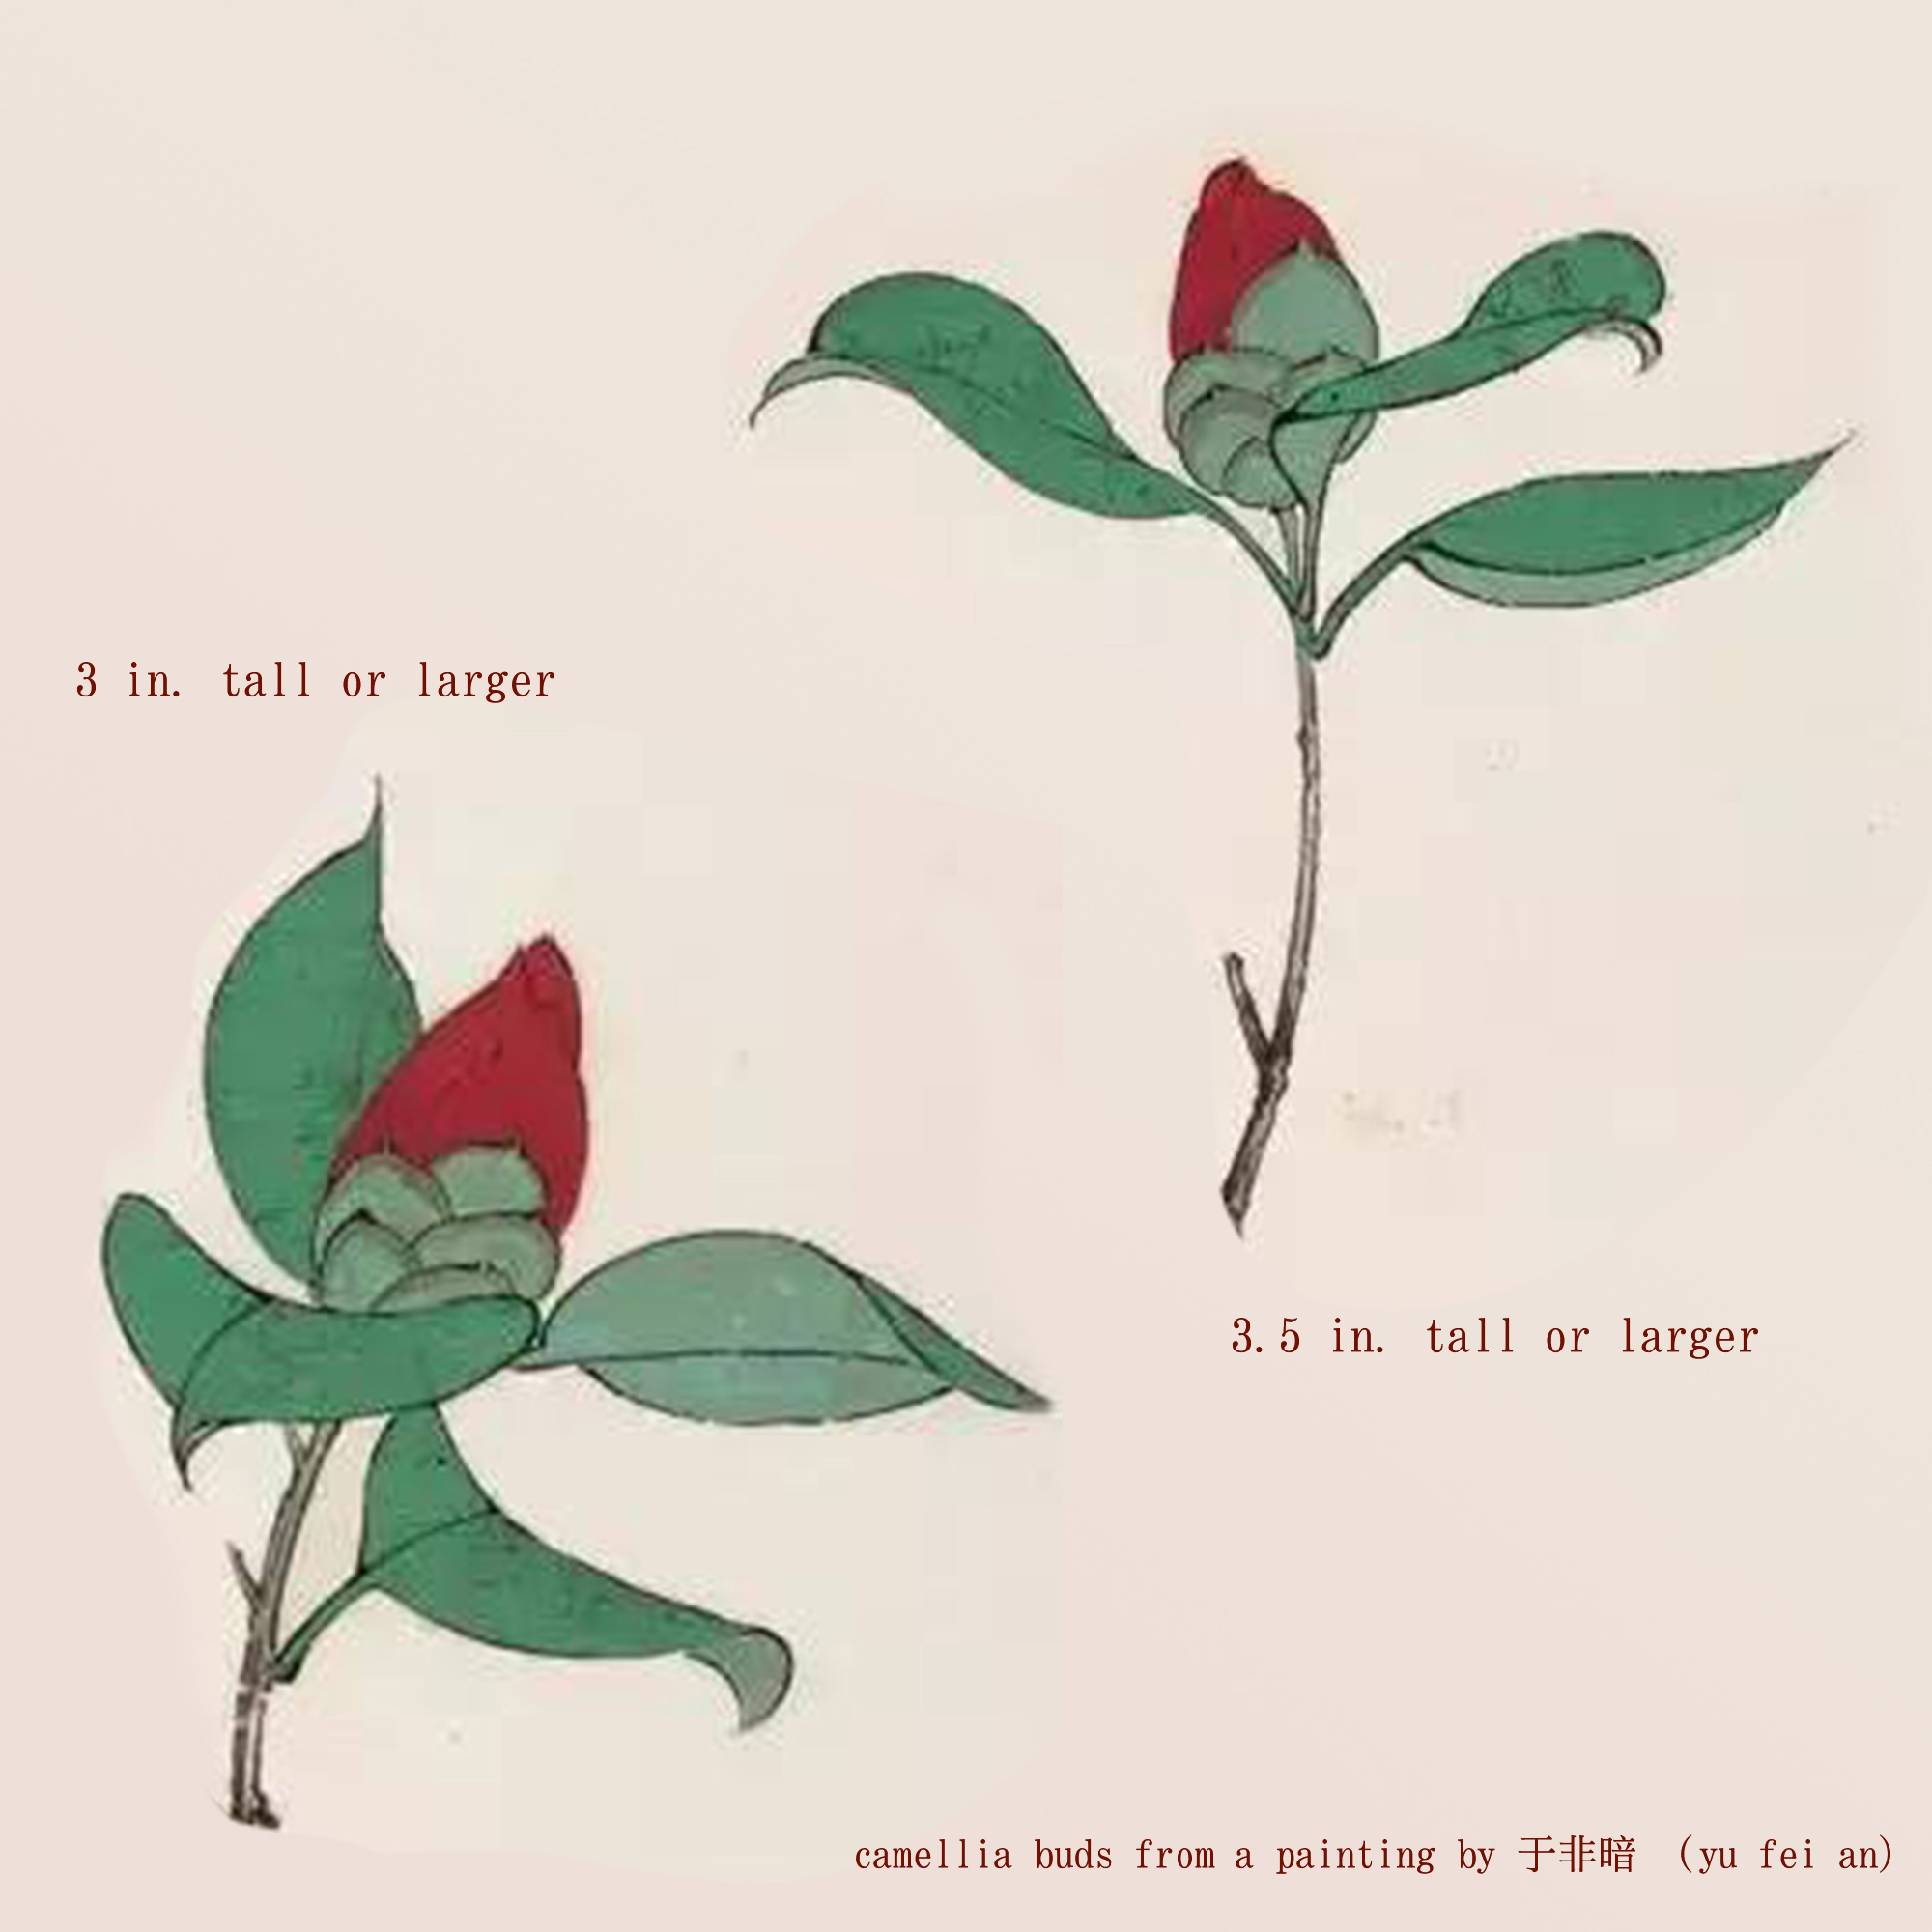 3 in. tall or larger
3.5 in. tall or larger
camellia buds from a painting by 于非暗 (yu fei an)